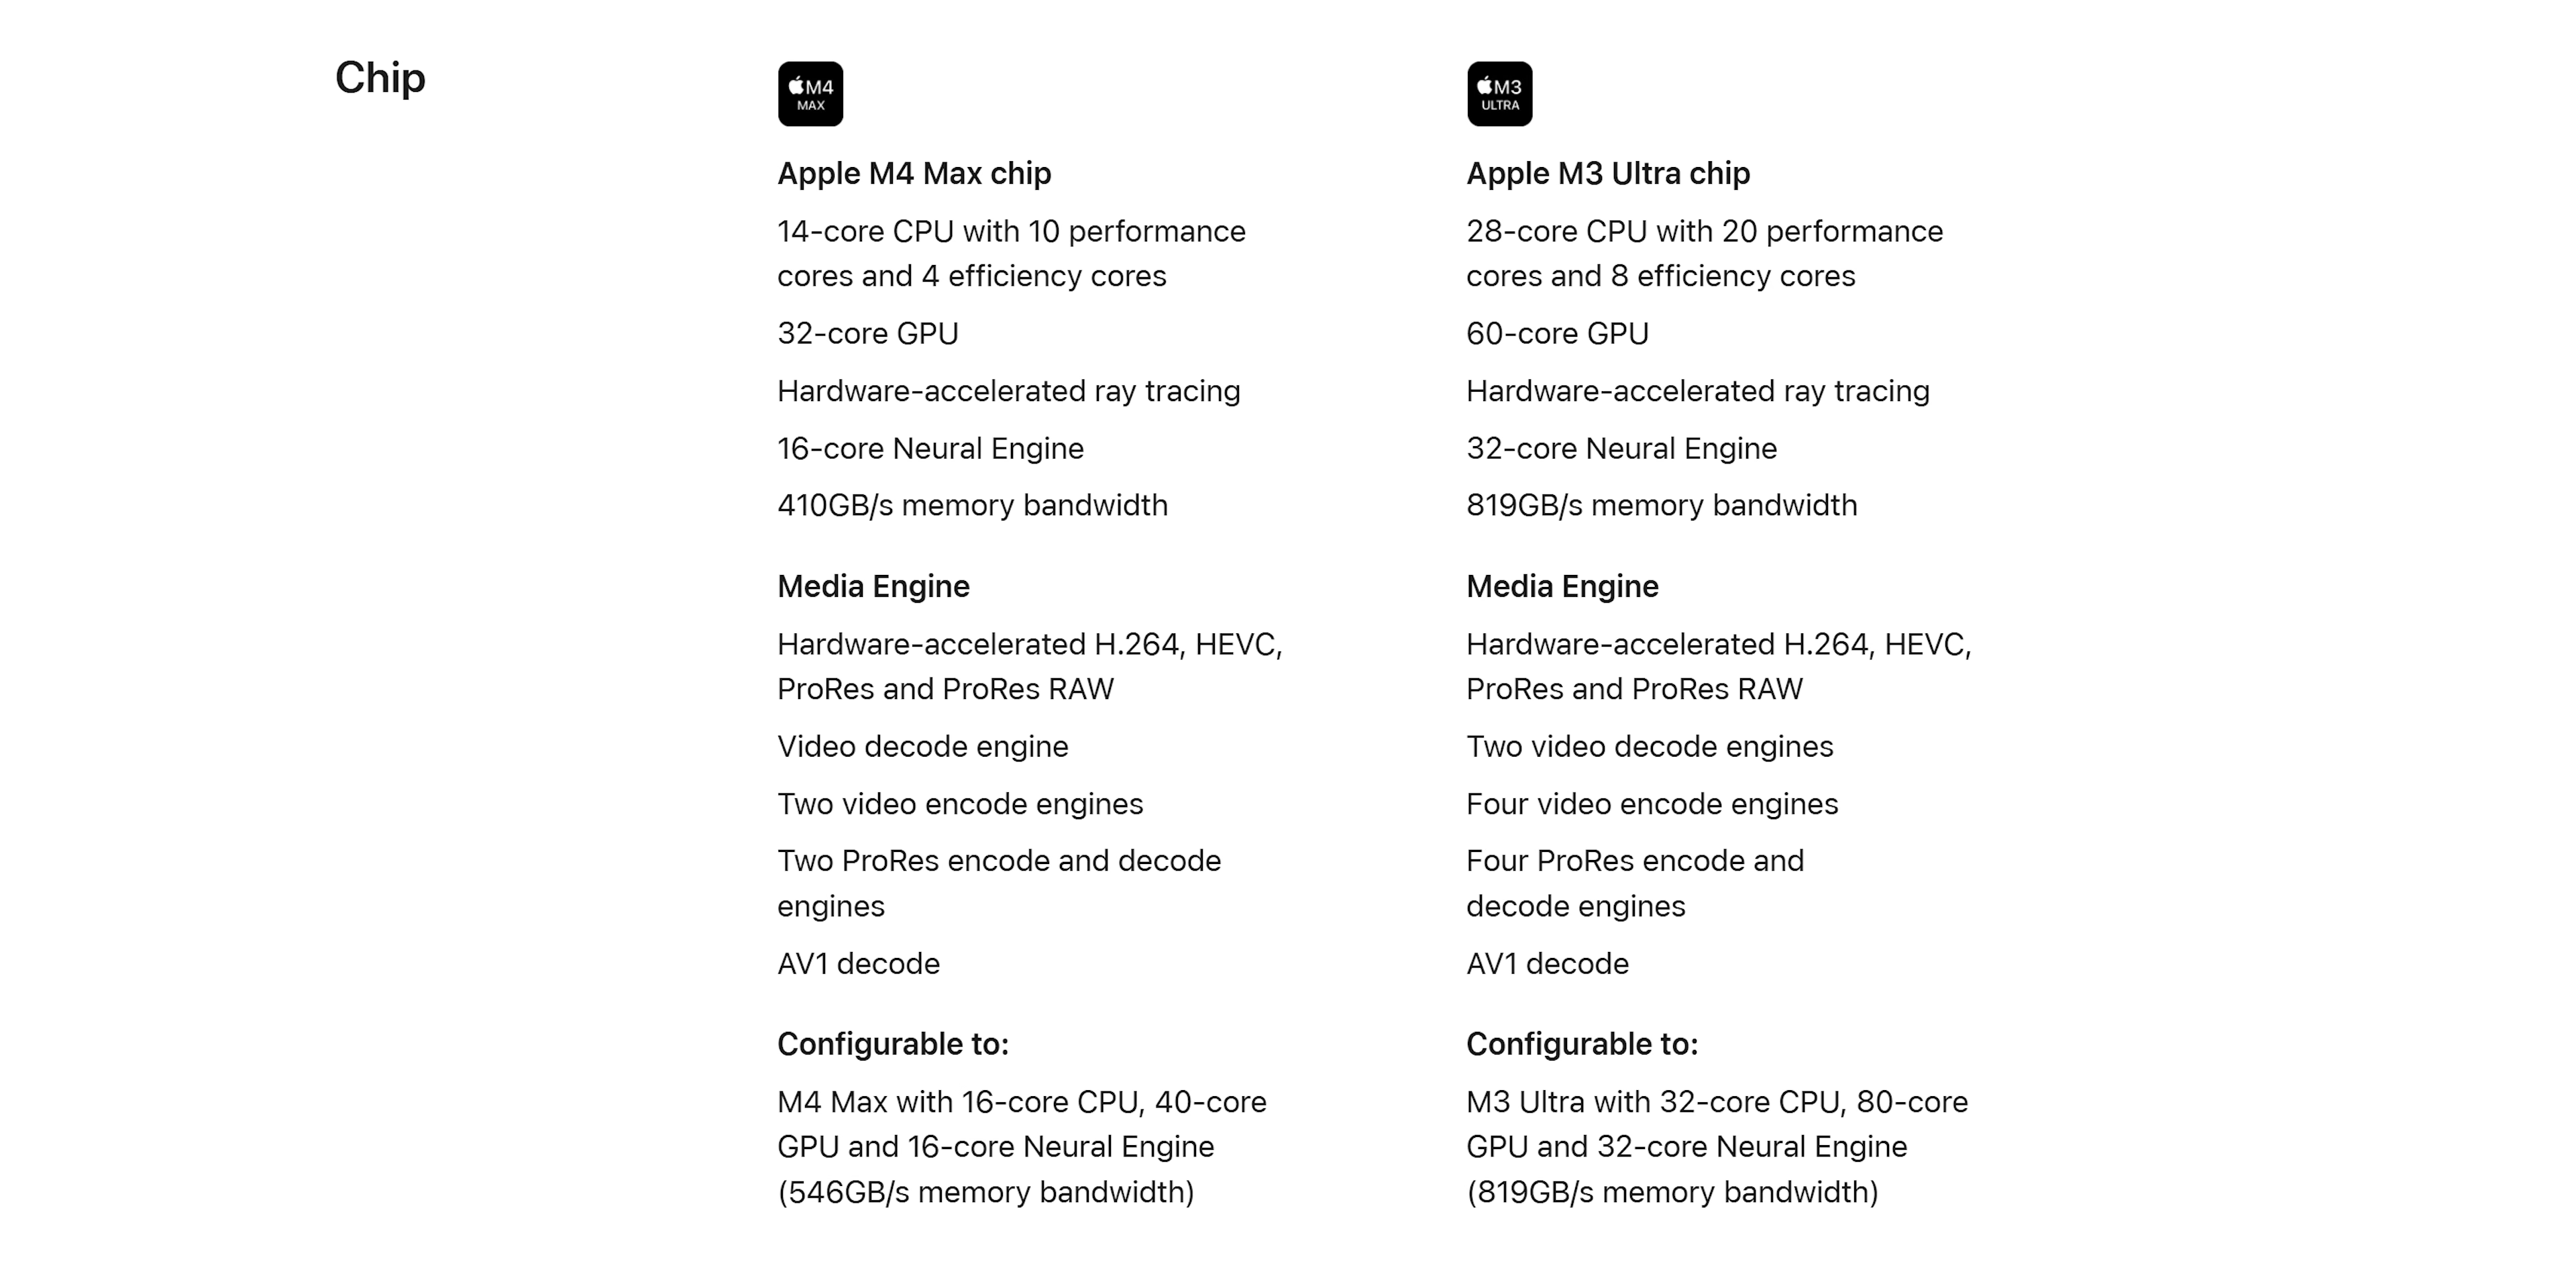 Chip
M4
MAX
Apple M4 Max chip
14-core CPU with 10 performance
cores and 4 efficiency cores
32-core GPU
Hardware-accelerated ray tracing
16-core Neural Engine
410GB/s memory bandwidth
Media Engine
Hardware-accelerated H.264, HEVC,
ProRes and ProRes RAW
Video decode engine
Two video encode engines
Two ProRes encode and decode
engines
AV1 decode
Configurable to:
M4 Max with 16-core CPU, 40-core
GPU and 16-core Neural Engine
(546GB/s memory bandwidth)
M3
ULTRA
Apple M3 Ultra chip
28-core CPU with 20 performance
cores and 8 efficiency cores
60-core GPU
Hardware-accelerated ray tracing
32-core Neural Engine
819GB/s memory bandwidth
Media Engine
Hardware-accelerated H.264, HEVC,
ProRes and ProRes RAW
Two video decode engines
Four video encode engines
Four ProRes encode and
decode engines
AV1 decode
Configurable to:
M3 Ultra with 32-core CPU, 80-core
GPU and 32-core Neural Engine
(819GB/s memory bandwidth)